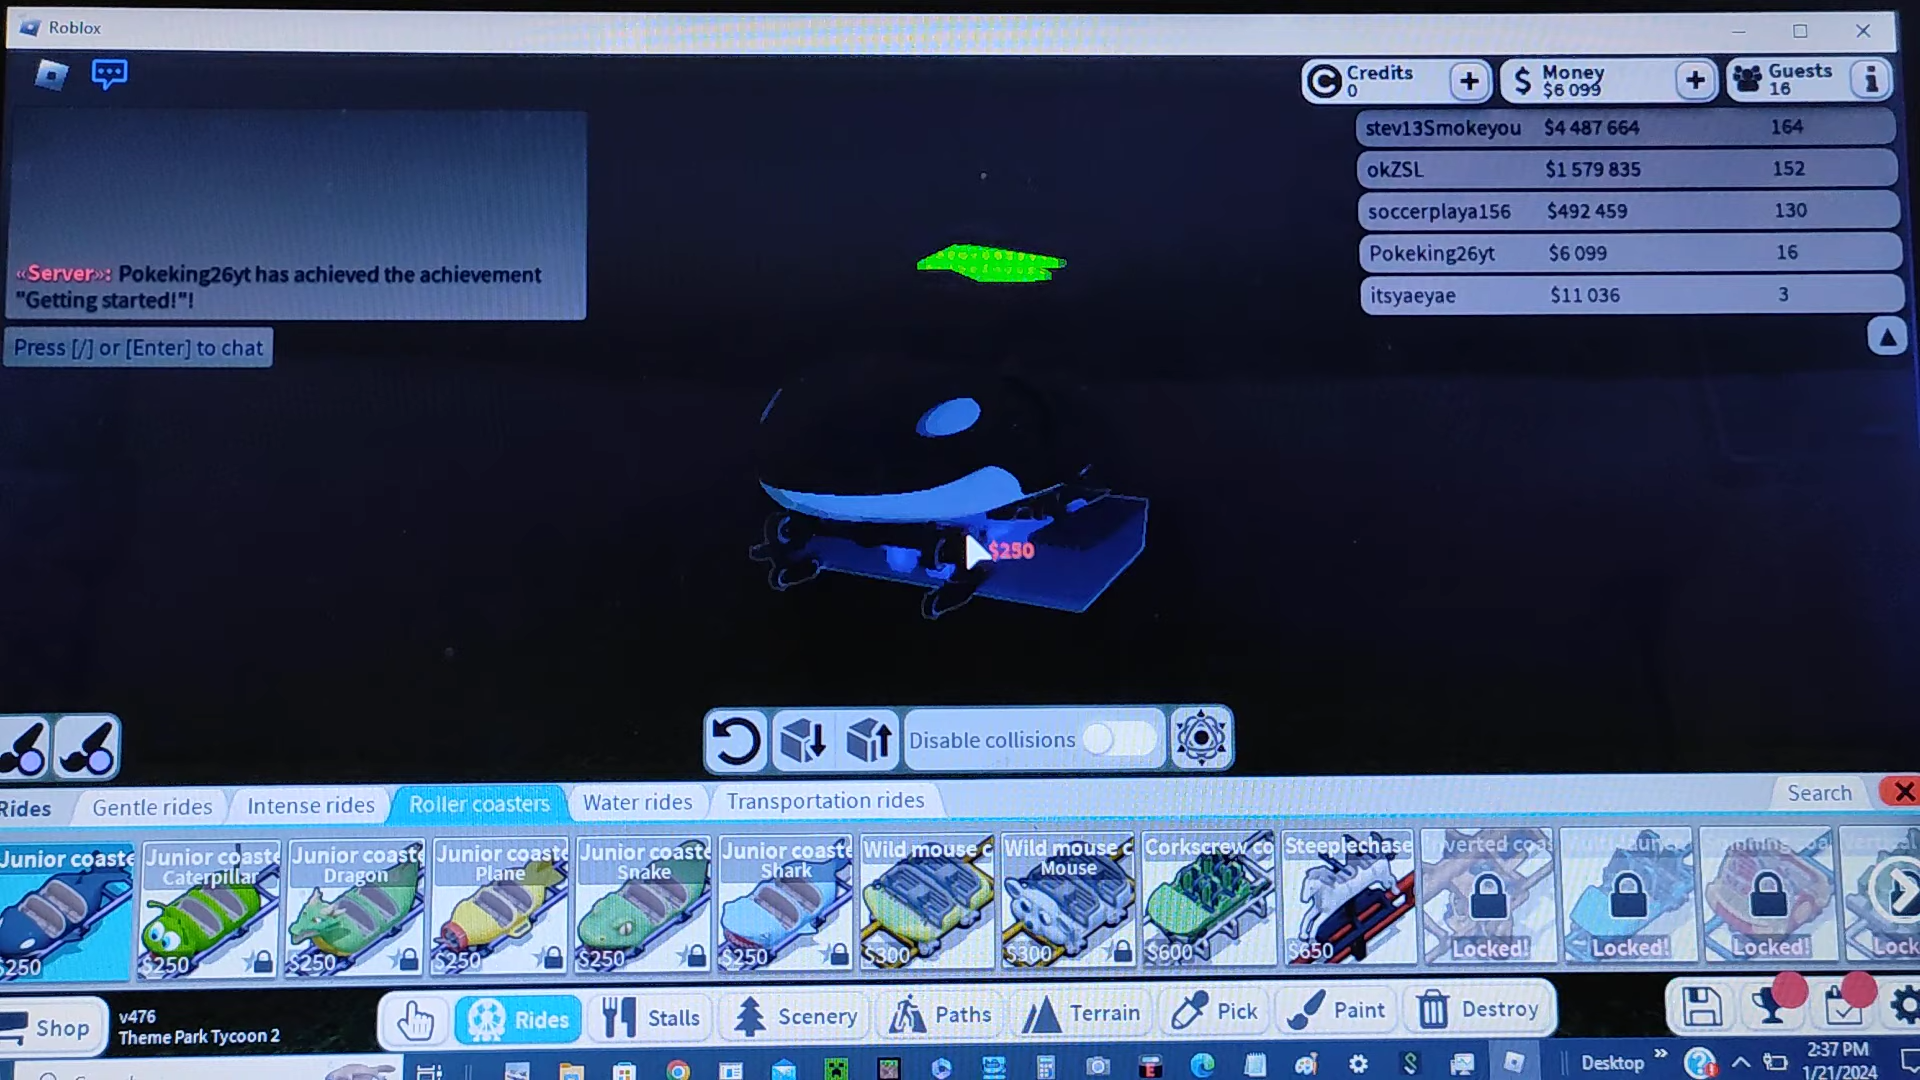 Roblox
Credits
0
Money
$6 099
Guests
16
stev13Smokeyou $4 487 664 164
okZSL $1 579 835 152
soccerplaya156 $492 459 130
Pokeking26yt $6 099 16
itsyaeyae $11 036 3
«Server»: Pokeking26yt has achieved the achievement
"Getting started!"!
Press [/] or [Enter] to chat
$250
Disable collisions
Rides Gentle rides Intense rides Roller coasters Water rides Transportation rides Search
Junior coaste
$250
Junior coaste
Caterpillar
$250
Junior coaste
Dragon
$250
Junior coaste
Plane
$250
Junior coaste
Snake
$250
Junior coaste
Shark
$250
Wild mouse c
$300
Wild mouse c
Mouse
$300
Corkscrew co
$600
Steeplechase
$650
Locked!
Locked!
Locked!
Lock
Shop
v476
Theme Park Tycoon 2
Rides Stalls Scenery Paths Terrain Pick Paint Destroy
Desktop
2:37 PM
1/21/2024